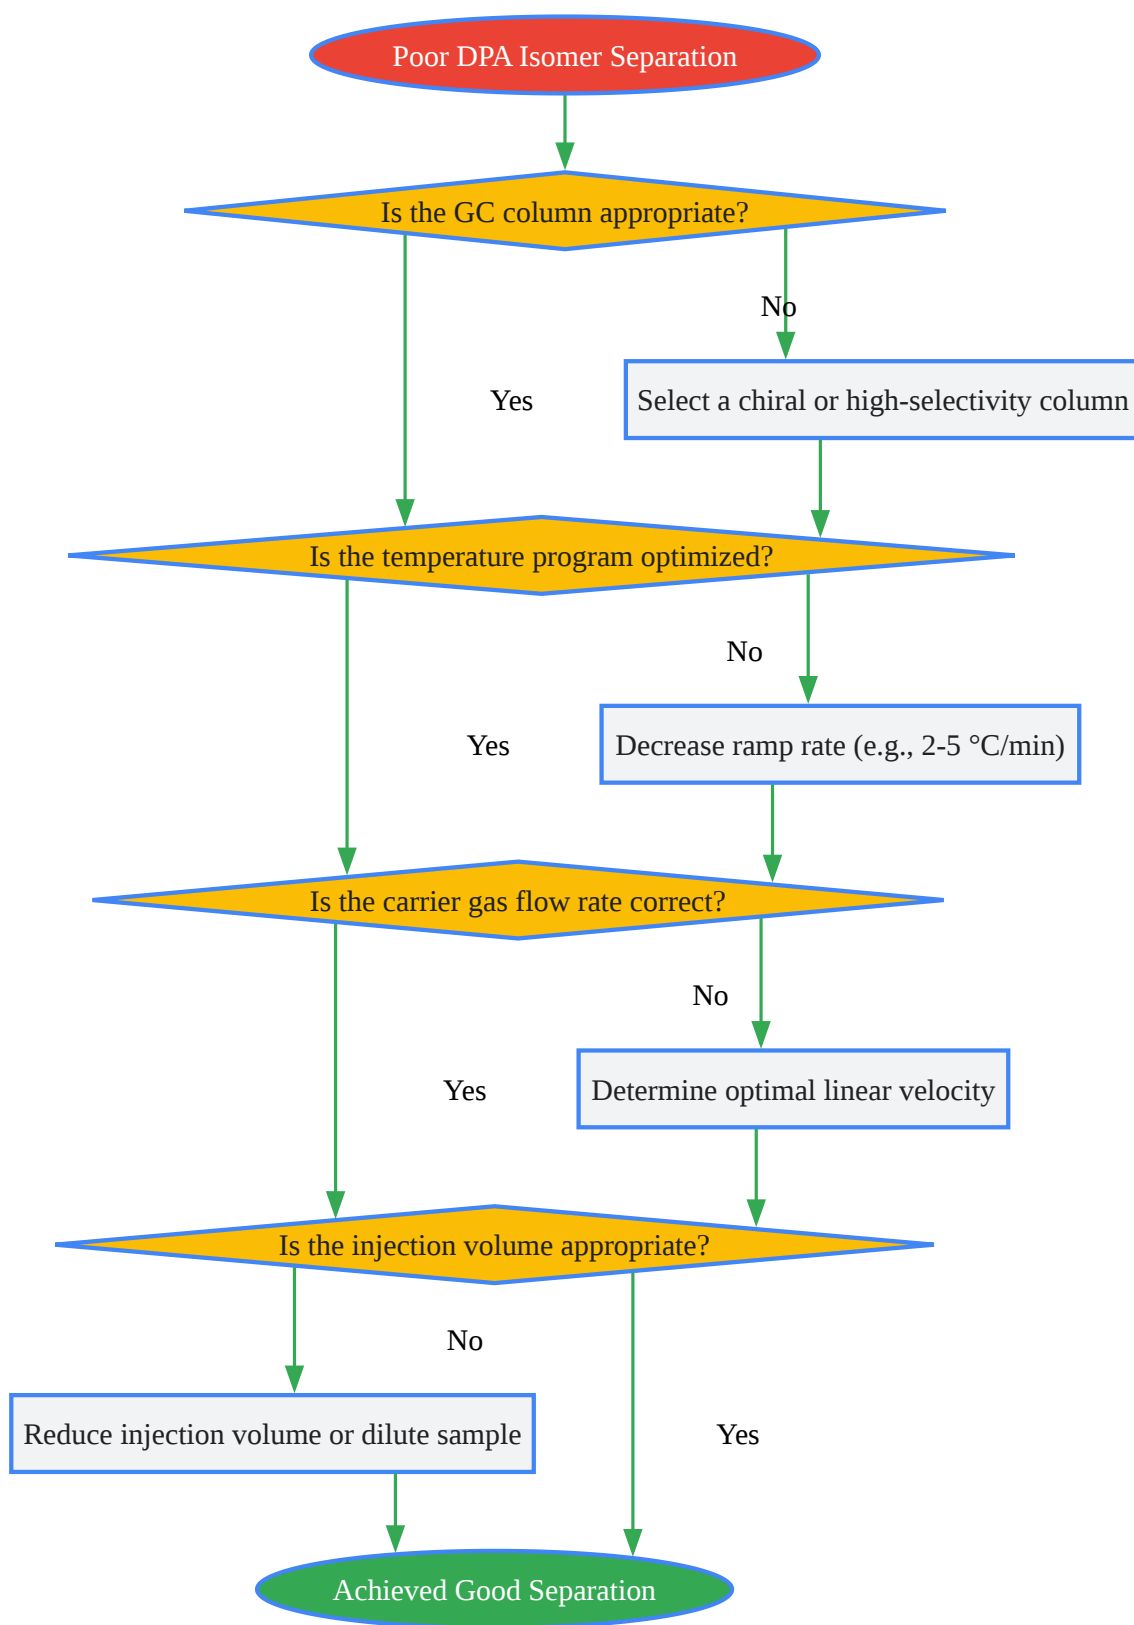 Poor DPA Isomer Separation
Is the GC column appropriate?
No
Yes
Select a chiral or high-selectivity column
Is the temperature program optimized?
No
Yes
Decrease ramp rate (e.g., 2-5 °C/min)
Is the carrier gas flow rate correct?
No
Yes
Determine optimal linear velocity
Is the injection volume appropriate?
No
Reduce injection volume or dilute sample
Yes
Achieved Good Separation